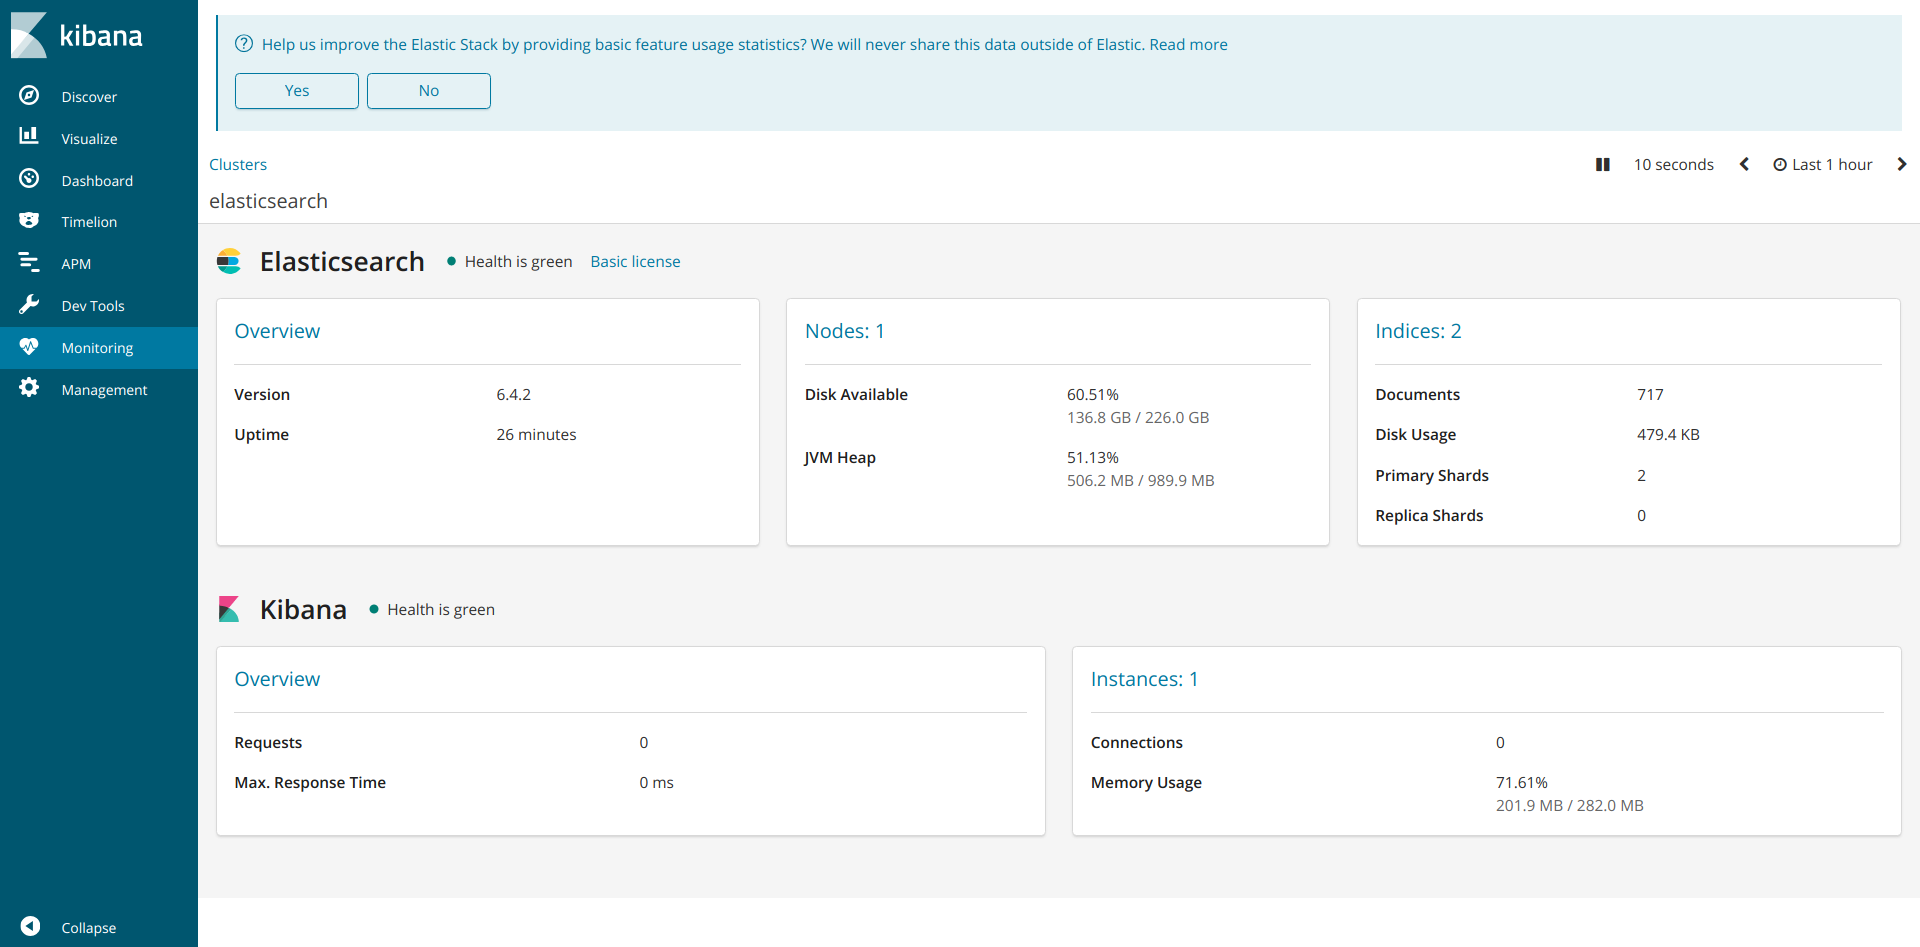 kibana
Discover
Visualize
Dashboard
Timelion
APM
Dev Tools
Monitoring
Management
Collapse
Help us improve the Elastic Stack by providing basic feature usage statistics? We will never share this data outside of Elastic. Read more
Yes No
Clusters 10 seconds Last 1 hour
elasticsearch
Elasticsearch Health is green Basic license
Overview
Version 6.4.2
Uptime 26 minutes
Nodes: 1
Disk Available 60.51%
136.8 GB / 226.0 GB
JVM Heap 51.13%
506.2 MB / 989.9 MB
Indices: 2
Documents 717
Disk Usage 479.4 KB
Primary Shards 2
Replica Shards 0
Kibana Health is green
Overview
Requests 0
Max. Response Time 0 ms
Instances: 1
Connections 0
Memory Usage 71.61%
201.9 MB / 282.0 MB